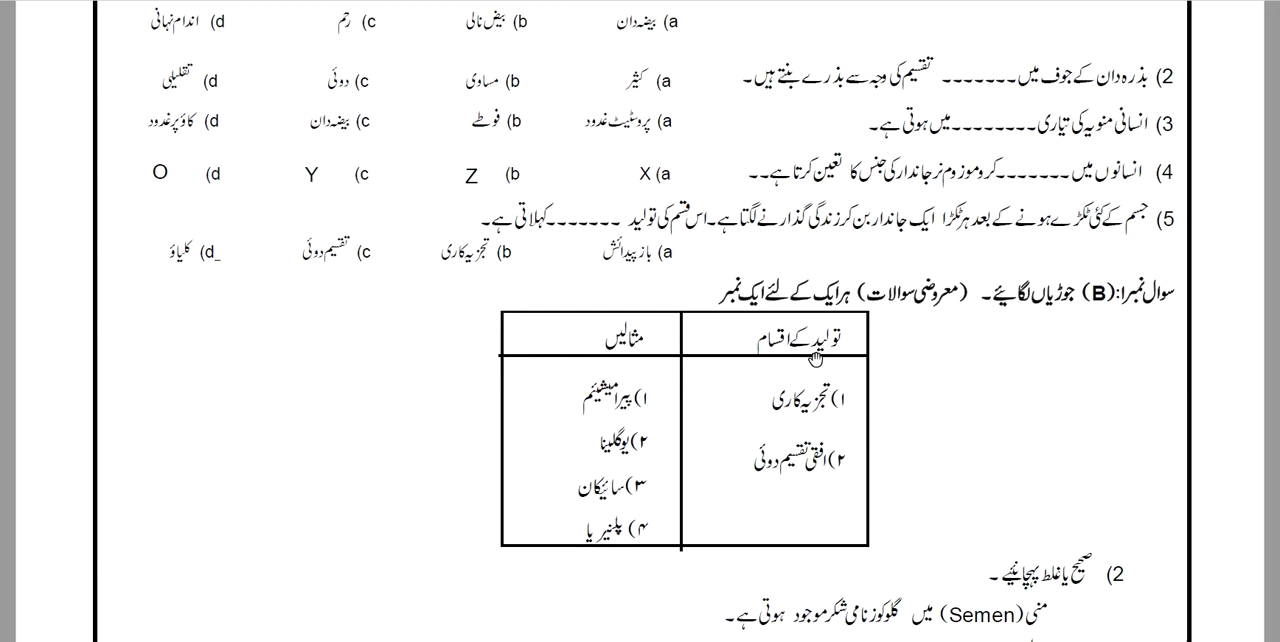 a) بیضہ دان b) بیض نالی c) رحم d) اندام نہانی
2) بذرہ دان کے جوف میں۔۔۔۔۔۔۔ تقسیم کی وجہ سے بذرے بنتے ہیں۔
a) کثیر b) مساوی c) دوئی d) تقلیلی
3) انسانی منویہ کی تیاری۔۔۔۔۔۔۔۔میں ہوتی ہے۔
a) پروسٹیٹ غدود b) فوطے c) بیضہ دان d) کاؤپر غدود
4) انسانوں میں ۔۔۔۔۔۔۔کروموزوم نر جاندار کی جنس کا تعین کرتا ہے۔۔
a) X b) Z c) Y d) O
5) جسم کے کئی ٹکڑے ہونے کے بعد ہر ٹکڑا ایک جاندار بن کر زندگی گذارنے لگتا ہے۔اس قسم کی تولید ۔۔۔۔۔۔۔کہلاتی ہے۔
a) باز پیدائش b) تجزیہ کاری c) تقسیم دوئی d)_ کلیاؤ
سوال نمبر۱:(B) جوڑیاں لگائیے۔ (معروضی سوالات) ہر ایک کے لئے ایک نمبر
تولید کے اقسام مثالیں
۱)تجزیہ کاری ۱)پیرامیشیئم
۲)یوگلینا
۲)افقی تقسیم دوئی
۳)سائیکان
۴) پلنیریا
2) صحیح یا غلط پہچانئیے ۔
منی(Semen) میں گلوکوز نامی شکر موجود ہوتی ہے۔